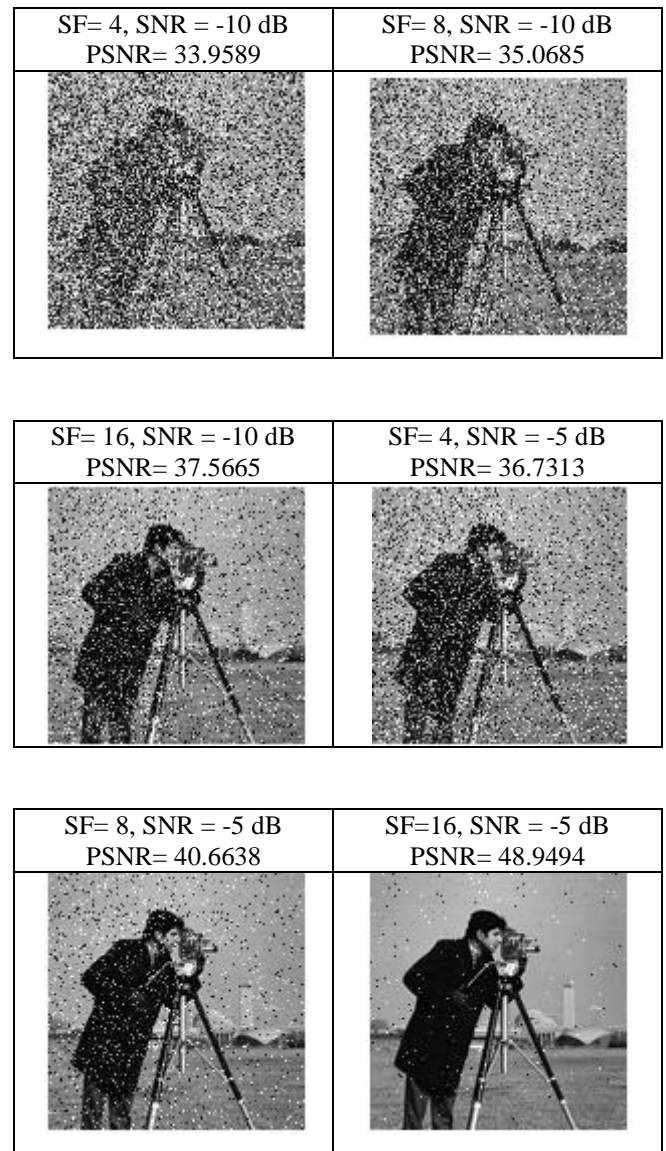 SF= 4, SNR = -10 dB
PSNR= 33.9589
SF= 8, SNR = -10 dB
PSNR= 35.0685
SF= 16, SNR = -10 dB
PSNR= 37.5665
SF= 4, SNR = -5 dB
PSNR= 36.7313
SF= 8, SNR = -5 dB
PSNR= 40.6638
SF=16, SNR = -5 dB
PSNR= 48.9494